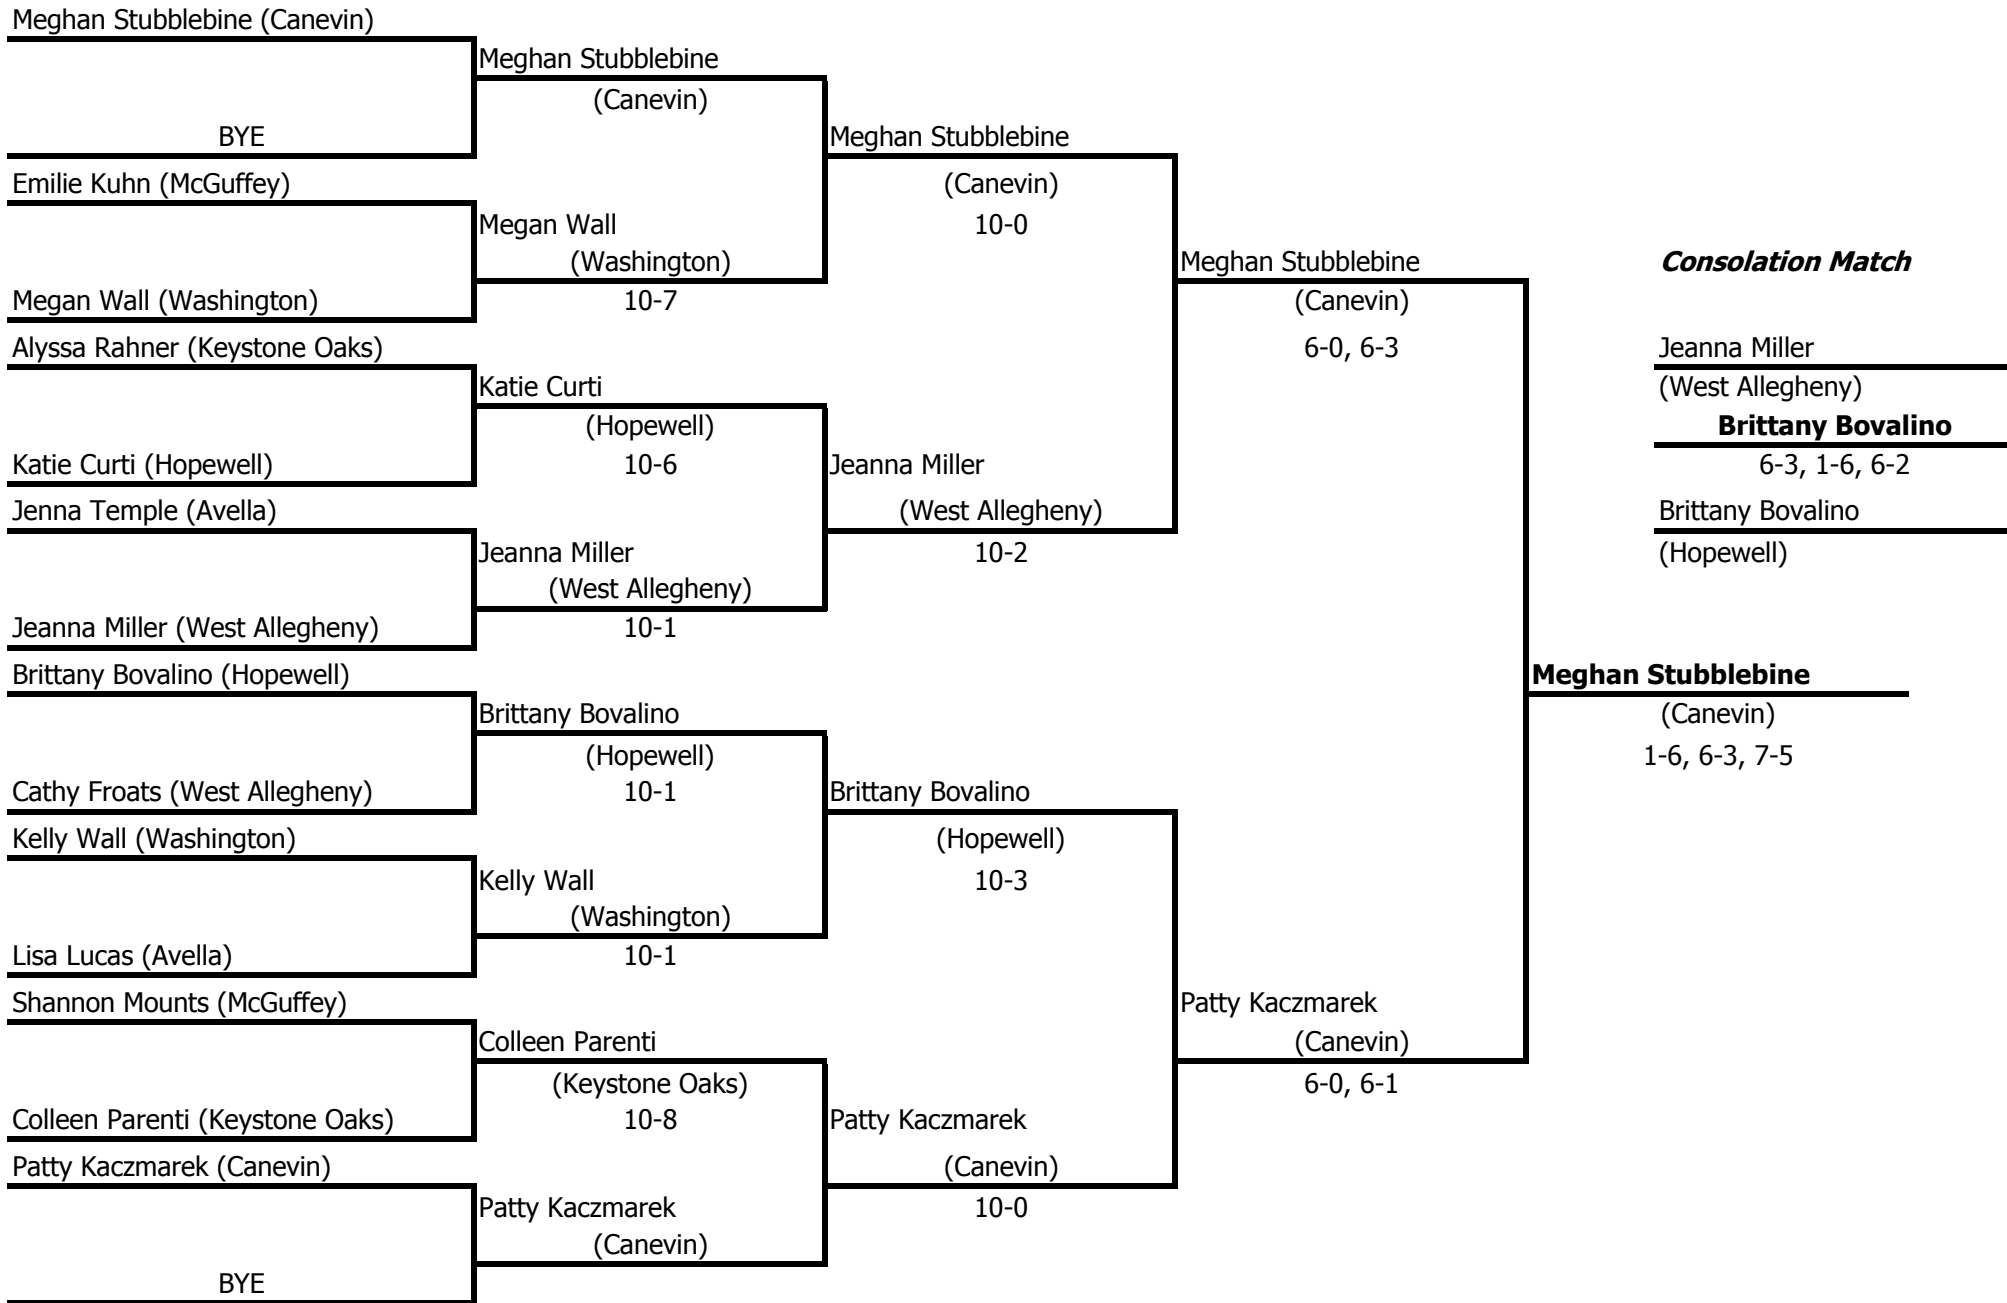 Meghan Stubblebine (Canevin)
BYE
Emilie Kuhn (McGuffey)
Megan Wall (Washington)
Alyssa Rahner (Keystone Oaks)
Katie Curti (Hopewell)
Jenna Temple (Avella)
Jeanna Miller (West Allegheny)
Brittany Bovalino (Hopewell)
Cathy Froats (West Allegheny)
Kelly Wall (Washington)
Lisa Lucas (Avella)
Shannon Mounts (McGuffey)
Colleen Parenti (Keystone Oaks)
Patty Kaczmarek (Canevin)
BYE
Meghan Stubblebine
(Canevin)
Megan Wall
(Washington)
10-7
Katie Curti
(Hopewell)
10-6
Jeanna Miller
(West Allegheny)
10-1
Brittany Bovalino
(Hopewell)
10-1
Kelly Wall
(Washington)
10-1
Colleen Parenti
(Keystone Oaks)
10-8
Patty Kaczmarek
(Canevin)
Meghan Stubblebine
(Canevin)
10-0
Jeanna Miller
(West Allegheny)
10-2
Brittany Bovalino
(Hopewell)
10-3
Patty Kaczmarek
(Canevin)
10-0
Meghan Stubblebine
(Canevin)
6-0, 6-3
Patty Kaczmarek
(Canevin)
6-0, 6-1
Meghan Stubblebine
(Canevin)
1-6, 6-3, 7-5
Consolation Match
Jeanna Miller
(West Allegheny)
Brittany Bovalino
6-3, 1-6, 6-2
Brittany Bovalino
(Hopewell)